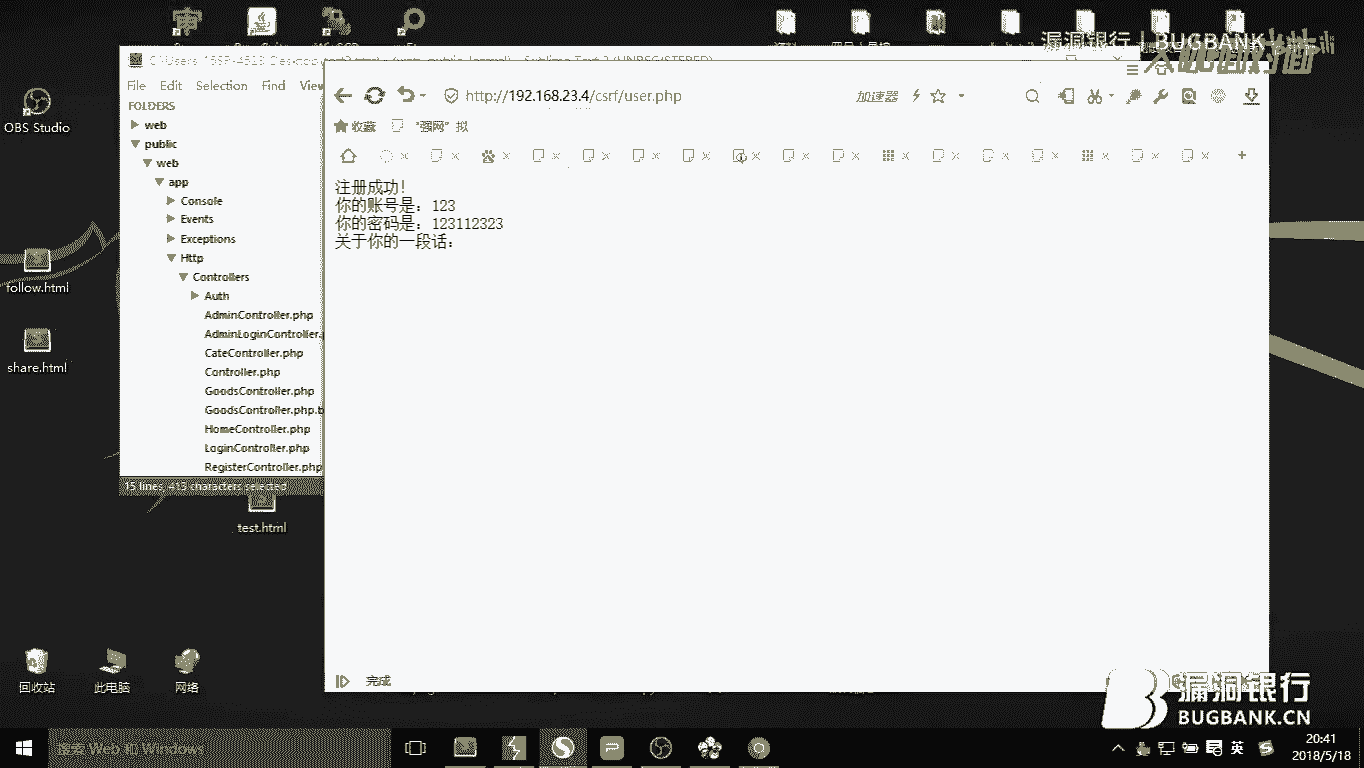 漏洞银行 | BUGBANK
OBS Studio
follow.html
share.html
test.html
回收站
此电脑
网络
File Edit Selection Find View
FOLDERS
web
public
web
app
Console
Events
Exceptions
Http
Controllers
Auth
AdminController.php
AdminLoginController.
CateController.php
Controller.php
GoodsController.php
GoodsController.php.b
HomeController.php
LoginController.php
RegisterController.php
15 lines, 415 characters selected
http://192.168.23.4/csrf/user.php
加速器
收藏 "强网" 拟
注册成功!
你的账号是: 123
你的密码是: 123112323
关于你的一段话:
完成
漏洞银行
BUGBANK.CN
搜索 Web 和 Windows
英
20:41
2018/5/18